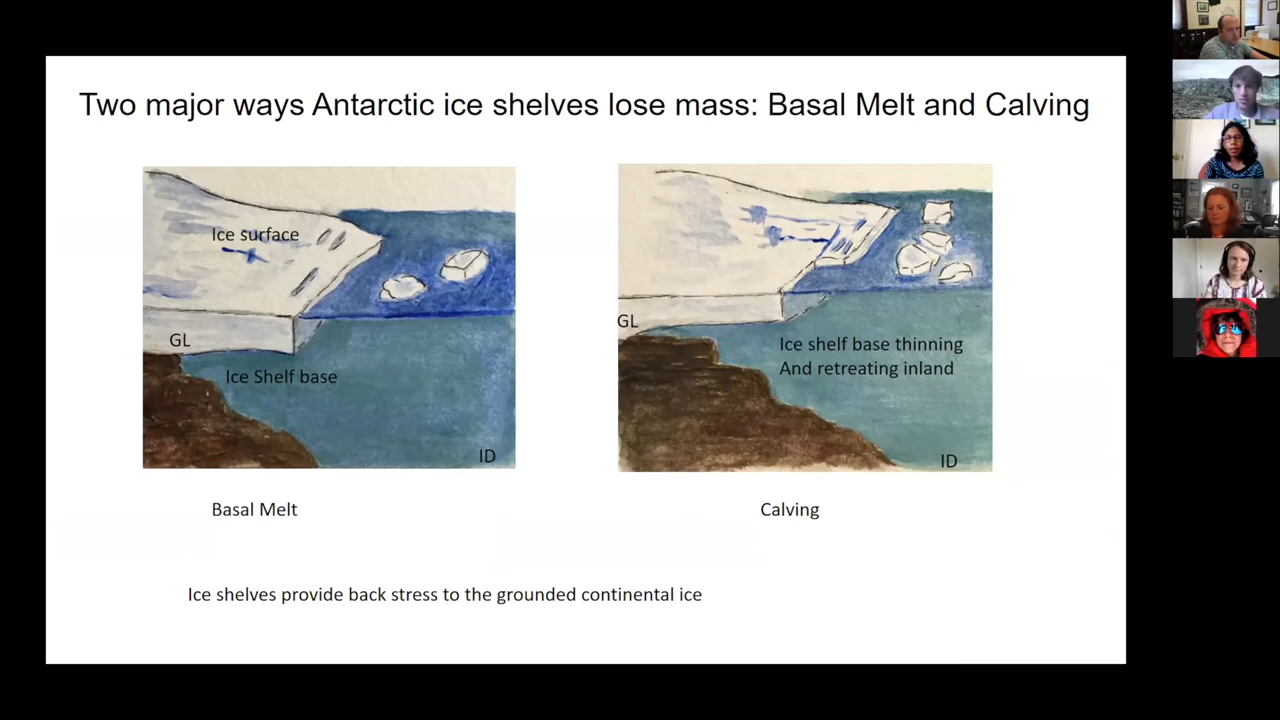 Two major ways Antarctic ice shelves lose mass: Basal Melt and Calving
Ice surface
GL
Ice Shelf base
ID
GL
Ice shelf base thinning
And retreating inland
ID
Basal Melt
Calving
Ice shelves provide back stress to the grounded continental ice